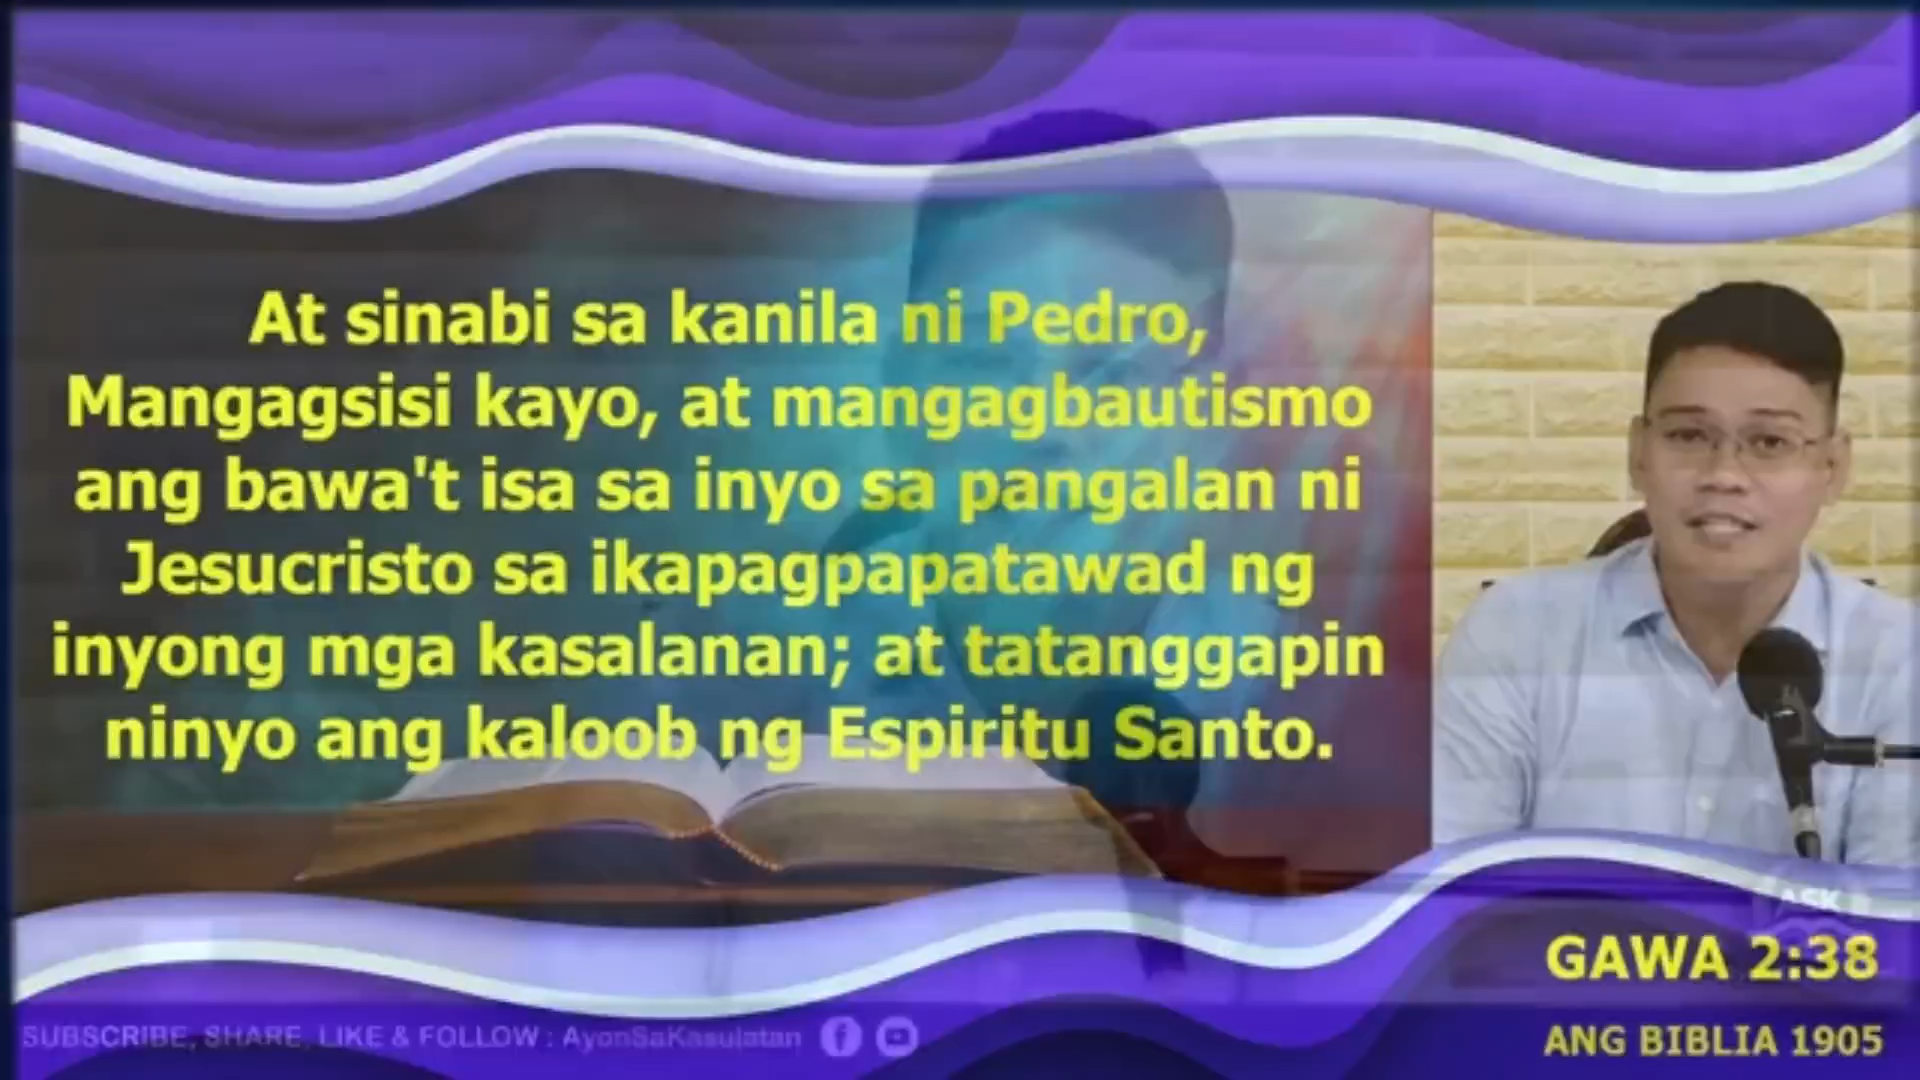 At sinabi sa kanila ni Pedro,
Mangagsisi kayo, at mangagbautismo
ang bawa't isa sa inyo sa pangalan ni
Jesucristo sa ikapagpapatawad ng
inyong mga kasalanan; at tatanggapin
ninyo ang kaloob ng Espiritu Santo.
ASK
GAWA 2:38
SUBSCRIBE, SHARE, LIKE & FOLLOW : AyonSaKasulatan
ANG BIBLIA 1905